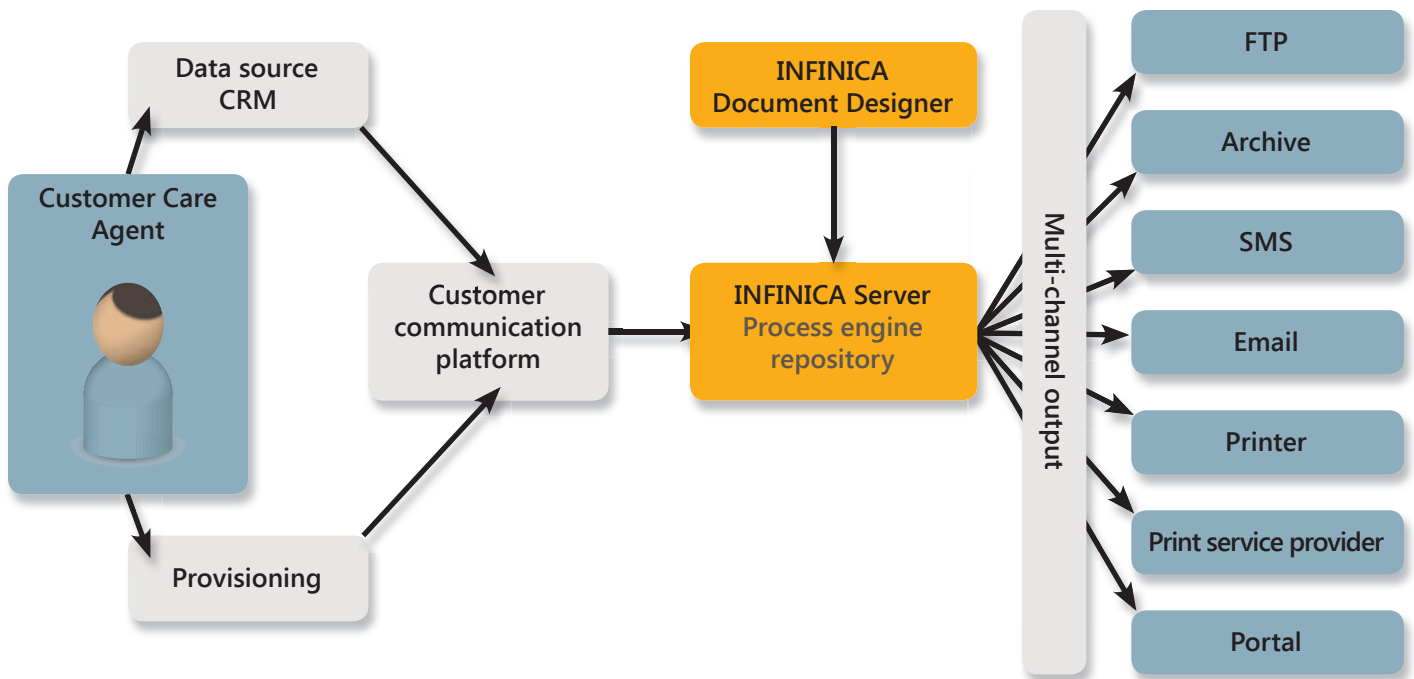 Data source
CRM
Customer Care
Agent
Provisioning
Customer
communication
platform
INFINICA
Document Designer
INFINICA Server
Process engine
repository
Multi-channel output
FTP
Archive
SMS
Email
Printer
Print service provider
Portal